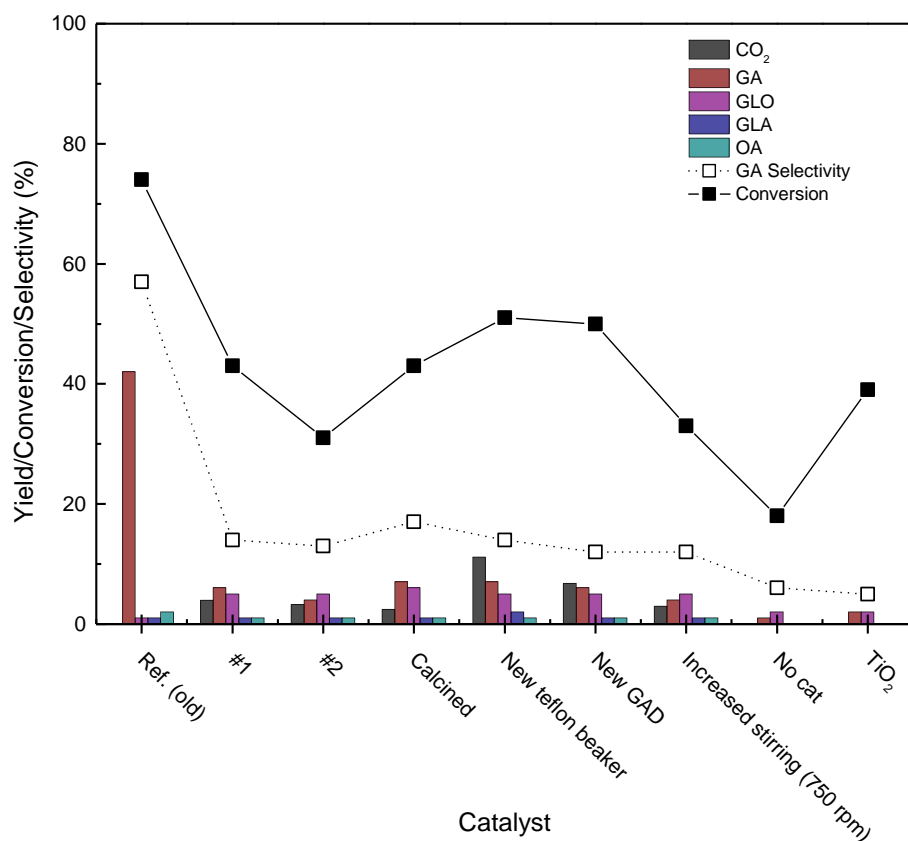 100
80
60
40
20
0
Yield/Conversion/Selectivity (%)
CO₂
GA
GLO
GLA
OA
GA Selectivity
Conversion
Ref. (old)
#1
#2
Calcined
New teflon beaker
New GAD
Increased stirring (750 rpm)
No cat
TiO₂
Catalyst